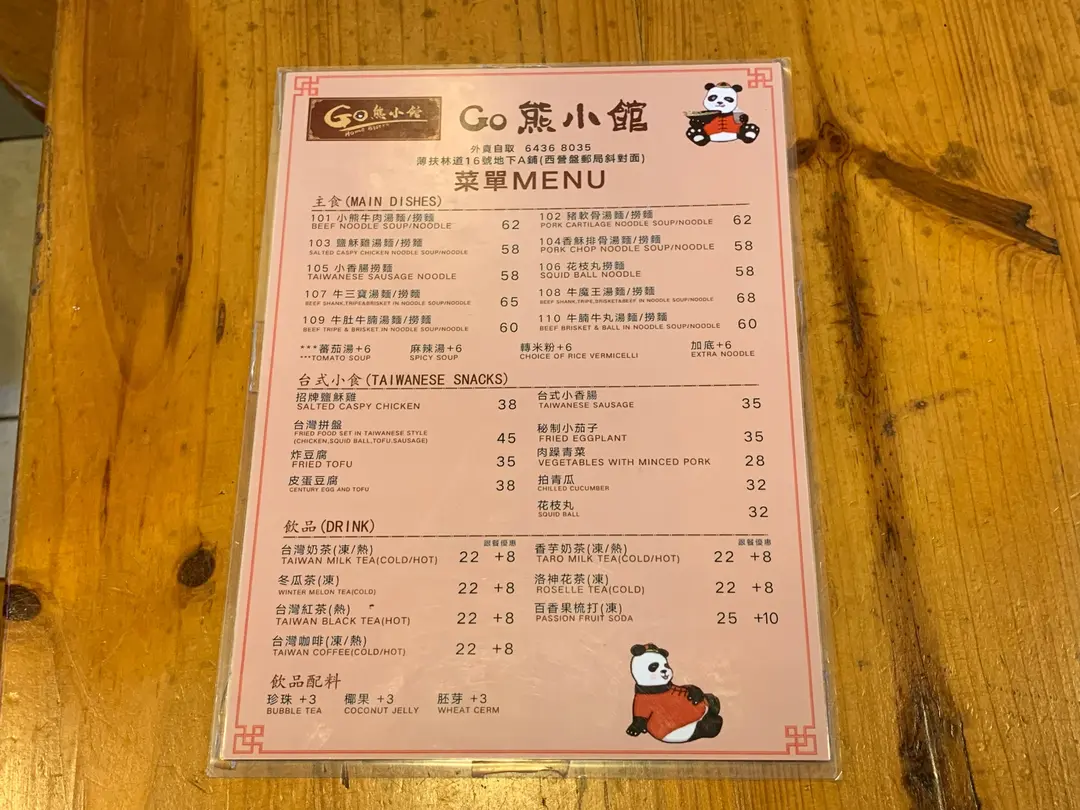 Go熊小館
Home Bistro
Go 熊小館
外賣自取 6436 8035
薄扶林道16號地下A鋪(西營盤郵局斜對面)
菜單MENU
主食(MAIN DISHES)
101 小熊牛肉湯麵/撈麵 62
BEEF NOODLE SOUP/NOODLE
102 豬軟骨湯麵/撈麵 62
PORK CARTILAGE NOODLE SOUP/NOODLE
103 鹽穌雞湯麵/撈麵 58
SALTED CASPY CHICKEN NOODLE SOUP/NOODLE
104香酥排骨湯麵/撈麵 58
PORK CHOP NOODLE SOUP/NOODLE
105 小香腸撈麵 58
TAIWANESE SAUSAGE NOODLE
106 花枝丸撈麵 58
SQUID BALL NOODLE
107 牛三寶湯麵/撈麵 65
BEEF SHANK,TRIPE&BRISKET IN NOODLE SOUP/NOODLE
108 牛魔王湯麵/撈麵 68
BEEF SHANK,TRIPE,BRISKET&BEEF IN NOODLE SOUP/NOODLE
109 牛肚牛腩湯麵/撈麵 60
BEEF TRIPE & BRISKET IN NOODLE SOUP/NOODLE
110 牛腩牛丸湯麵/撈麵 60
BEEF BRISKET & BALL IN NOODLE SOUP/NOODLE
***蕃茄湯+6 麻辣湯+6 轉米粉+6 加底+6
***TOMATO SOUP SPICY SOUP CHOICE OF RICE VERMICELLI EXTRA NOODLE
台式小食(TAIWANESE SNACKS)
招牌鹽穌雞 38
SALTED CASPY CHICKEN
台式小香腸 35
TAIWANESE SAUSAGE
台灣拼盤 45
FRIED FOOD SET IN TAIWANESE STYLE
(CHICKEN,SQUID BALL,TOFU,SAUSAGE)
秘制小茄子 35
FRIED EGGPLANT
炸豆腐 35
FRIED TOFU
肉躁青菜 28
VEGETABLES WITH MINCED PORK
皮蛋豆腐 38
CENTURY EGG AND TOFU
拍青瓜 32
CHILLED CUCUMBER
花枝丸 32
SQUID BALL
飲品(DRINK)
跟餐優惠 跟餐優惠
台灣奶茶(凍/熱) 22 +8
TAIWAN MILK TEA(COLD/HOT)
香芋奶茶(凍/熱) 22 +8
TARO MILK TEA(COLD/HOT)
冬瓜茶(凍) 22 +8
WINTER MELON TEA(COLD)
洛神花茶(凍) 22 +8
ROSELLE TEA(COLD)
台灣紅茶(熱) 22 +8
TAIWAN BLACK TEA(HOT)
百香果梳打(凍) 25 +10
PASSION FRUIT SODA
台灣咖啡(凍/熱) 22 +8
TAIWAN COFFEE(COLD/HOT)
飲品配料
珍珠 +3 椰果 +3 胚芽 +3
BUBBLE TEA COCONUT JELLY WHEAT CERM